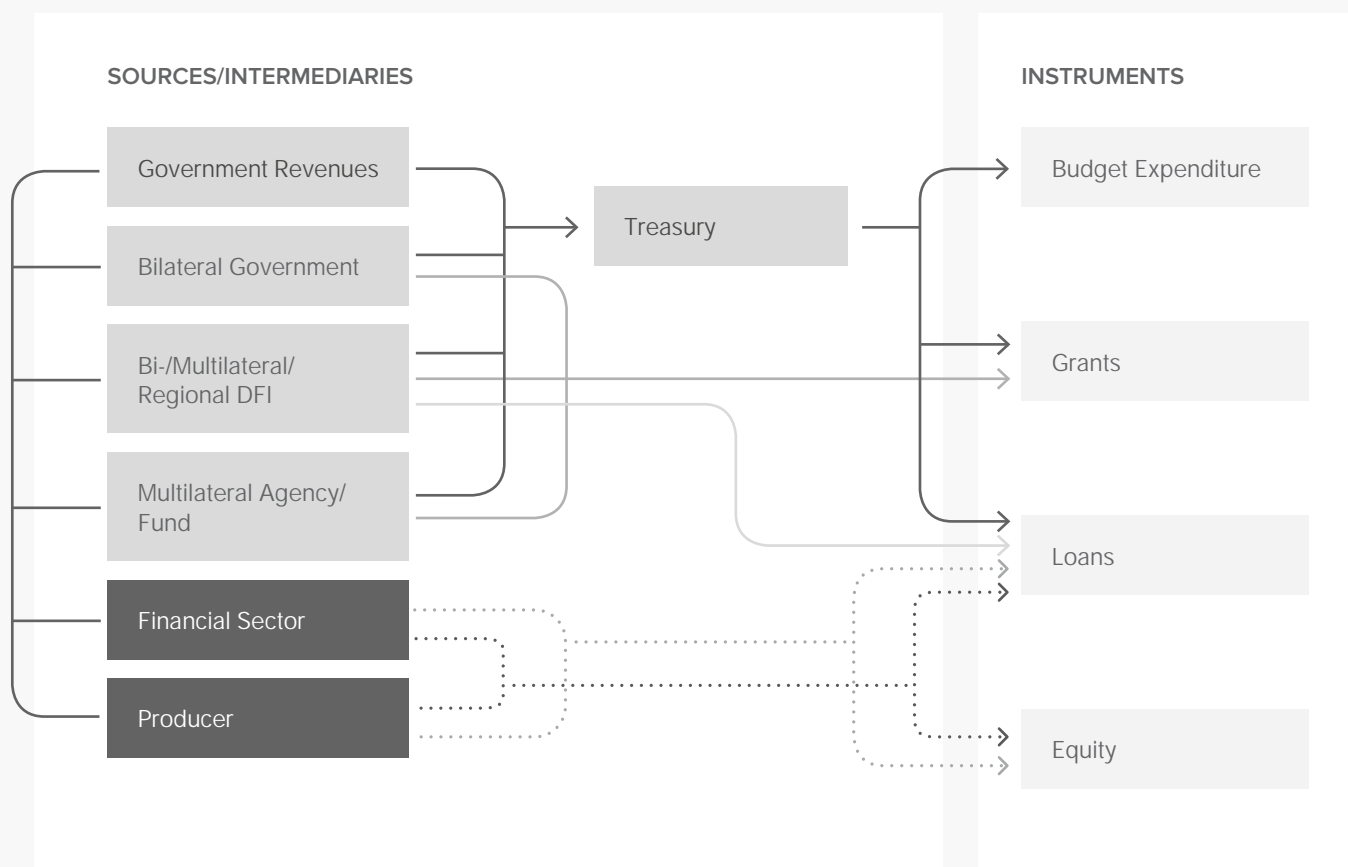 SOURCES/INTERMEDIARIES
Government Revenues
Bilateral Government
Bi-/Multilateral/
Regional DFI
Multilateral Agency/
Fund
Financial Sector
Producer
Treasury
INSTRUMENTS
Budget Expenditure
Grants
Loans
Equity